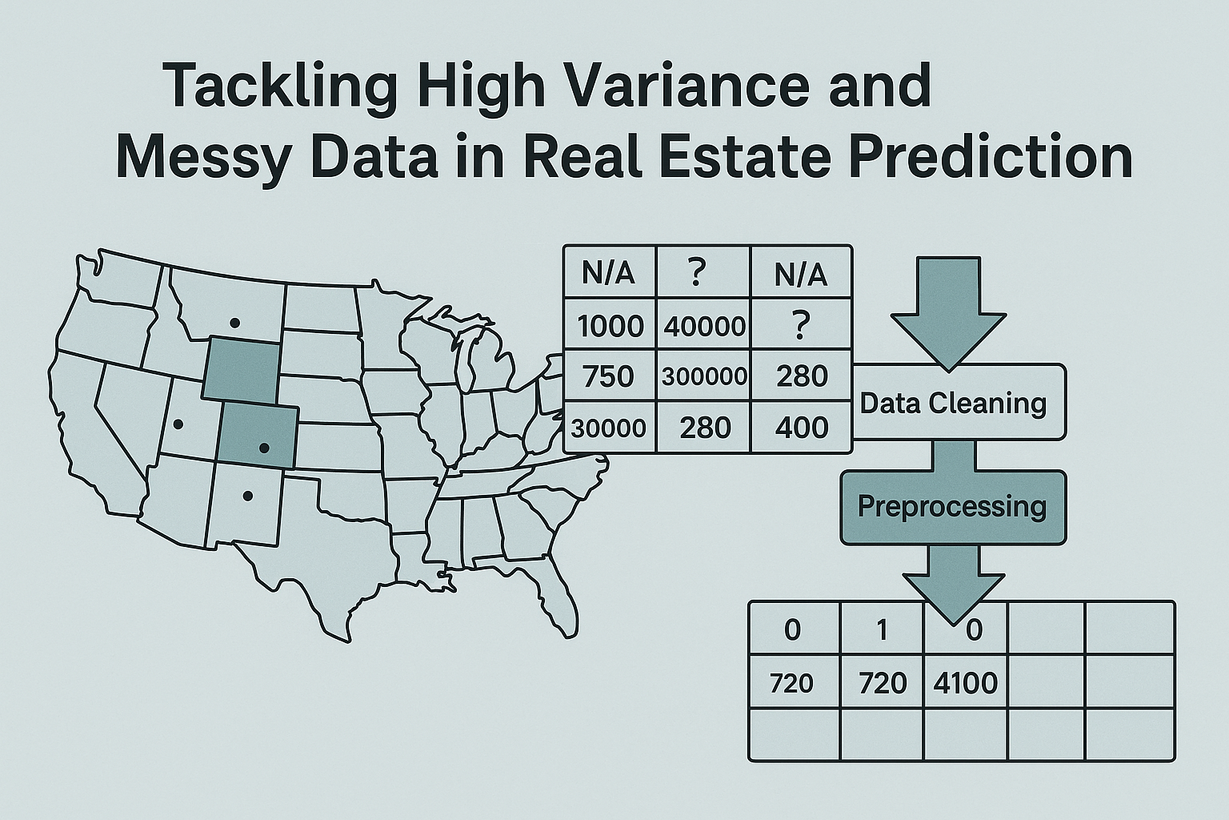 Tackling High Variance and
Messy Data in Real Estate Prediction
N/A ? N/A
1000 40000 ?
750 300000 280
30000 280 400
Data Cleaning
Preprocessing
0 1 0
720 720 4100